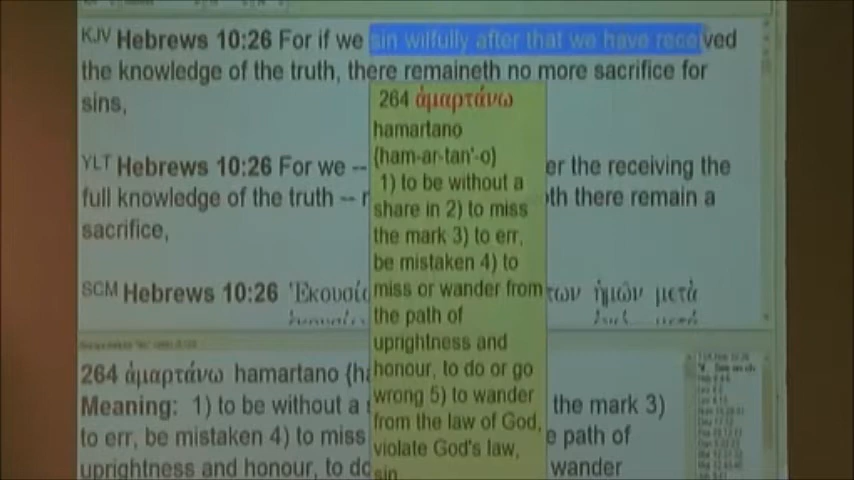 KJV Hebrews 10:26 For if we sin wilfully after that we have received
the knowledge of the truth, there remaineth no more sacrifice for
sins,
264 ἁμαρτάνω
hamartano
{ham-ar-tan'-o}
1) to be without a
share in 2) to miss
the mark 3) to err,
be mistaken 4) to
miss or wander from
the path of
uprightness and
honour, to do or go
wrong 5) to wander
from the law of God,
violate God's law,
sin
YLT Hebrews 10:26 For we -- er the receiving the
full knowledge of the truth -- oth there remain a
sacrifice,
SCM Hebrews 10:26 Ἑκουσί των ἡμῶν μετὰ
264 ἁμαρτάνω hamartano {ha
Meaning: 1) to be without a the mark 3)
to err, be mistaken 4) to miss e path of
uprightness and honour, to do wander